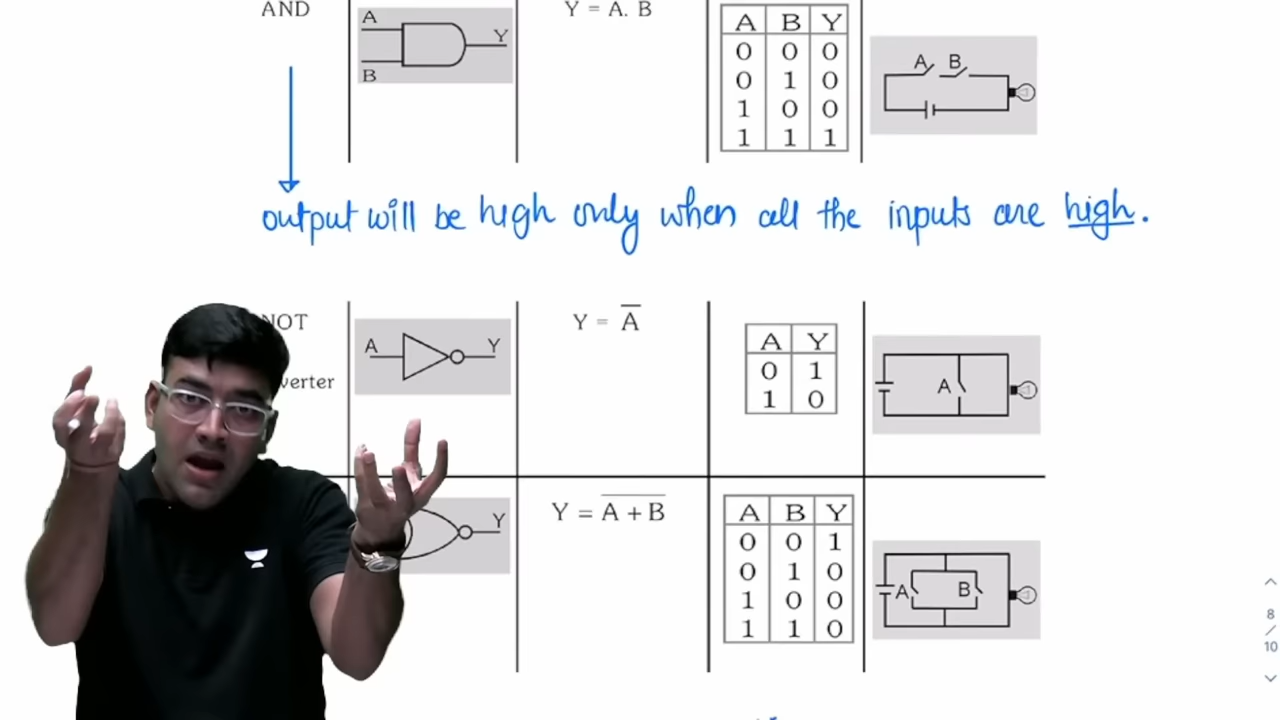 AND
A
B
Y
Y = A. B
A B Y
0 0 0
0 1 0
1 0 0
1 1 1
A B
output will be high only when all the inputs are high.
NOT
verter
A
Y
Y = A̅
A Y
0 1
1 0
A
Y
Y = A̅ ̅+̅ ̅B̅
A B Y
0 0 1
0 1 0
1 0 0
1 1 0
A B
8
/
10